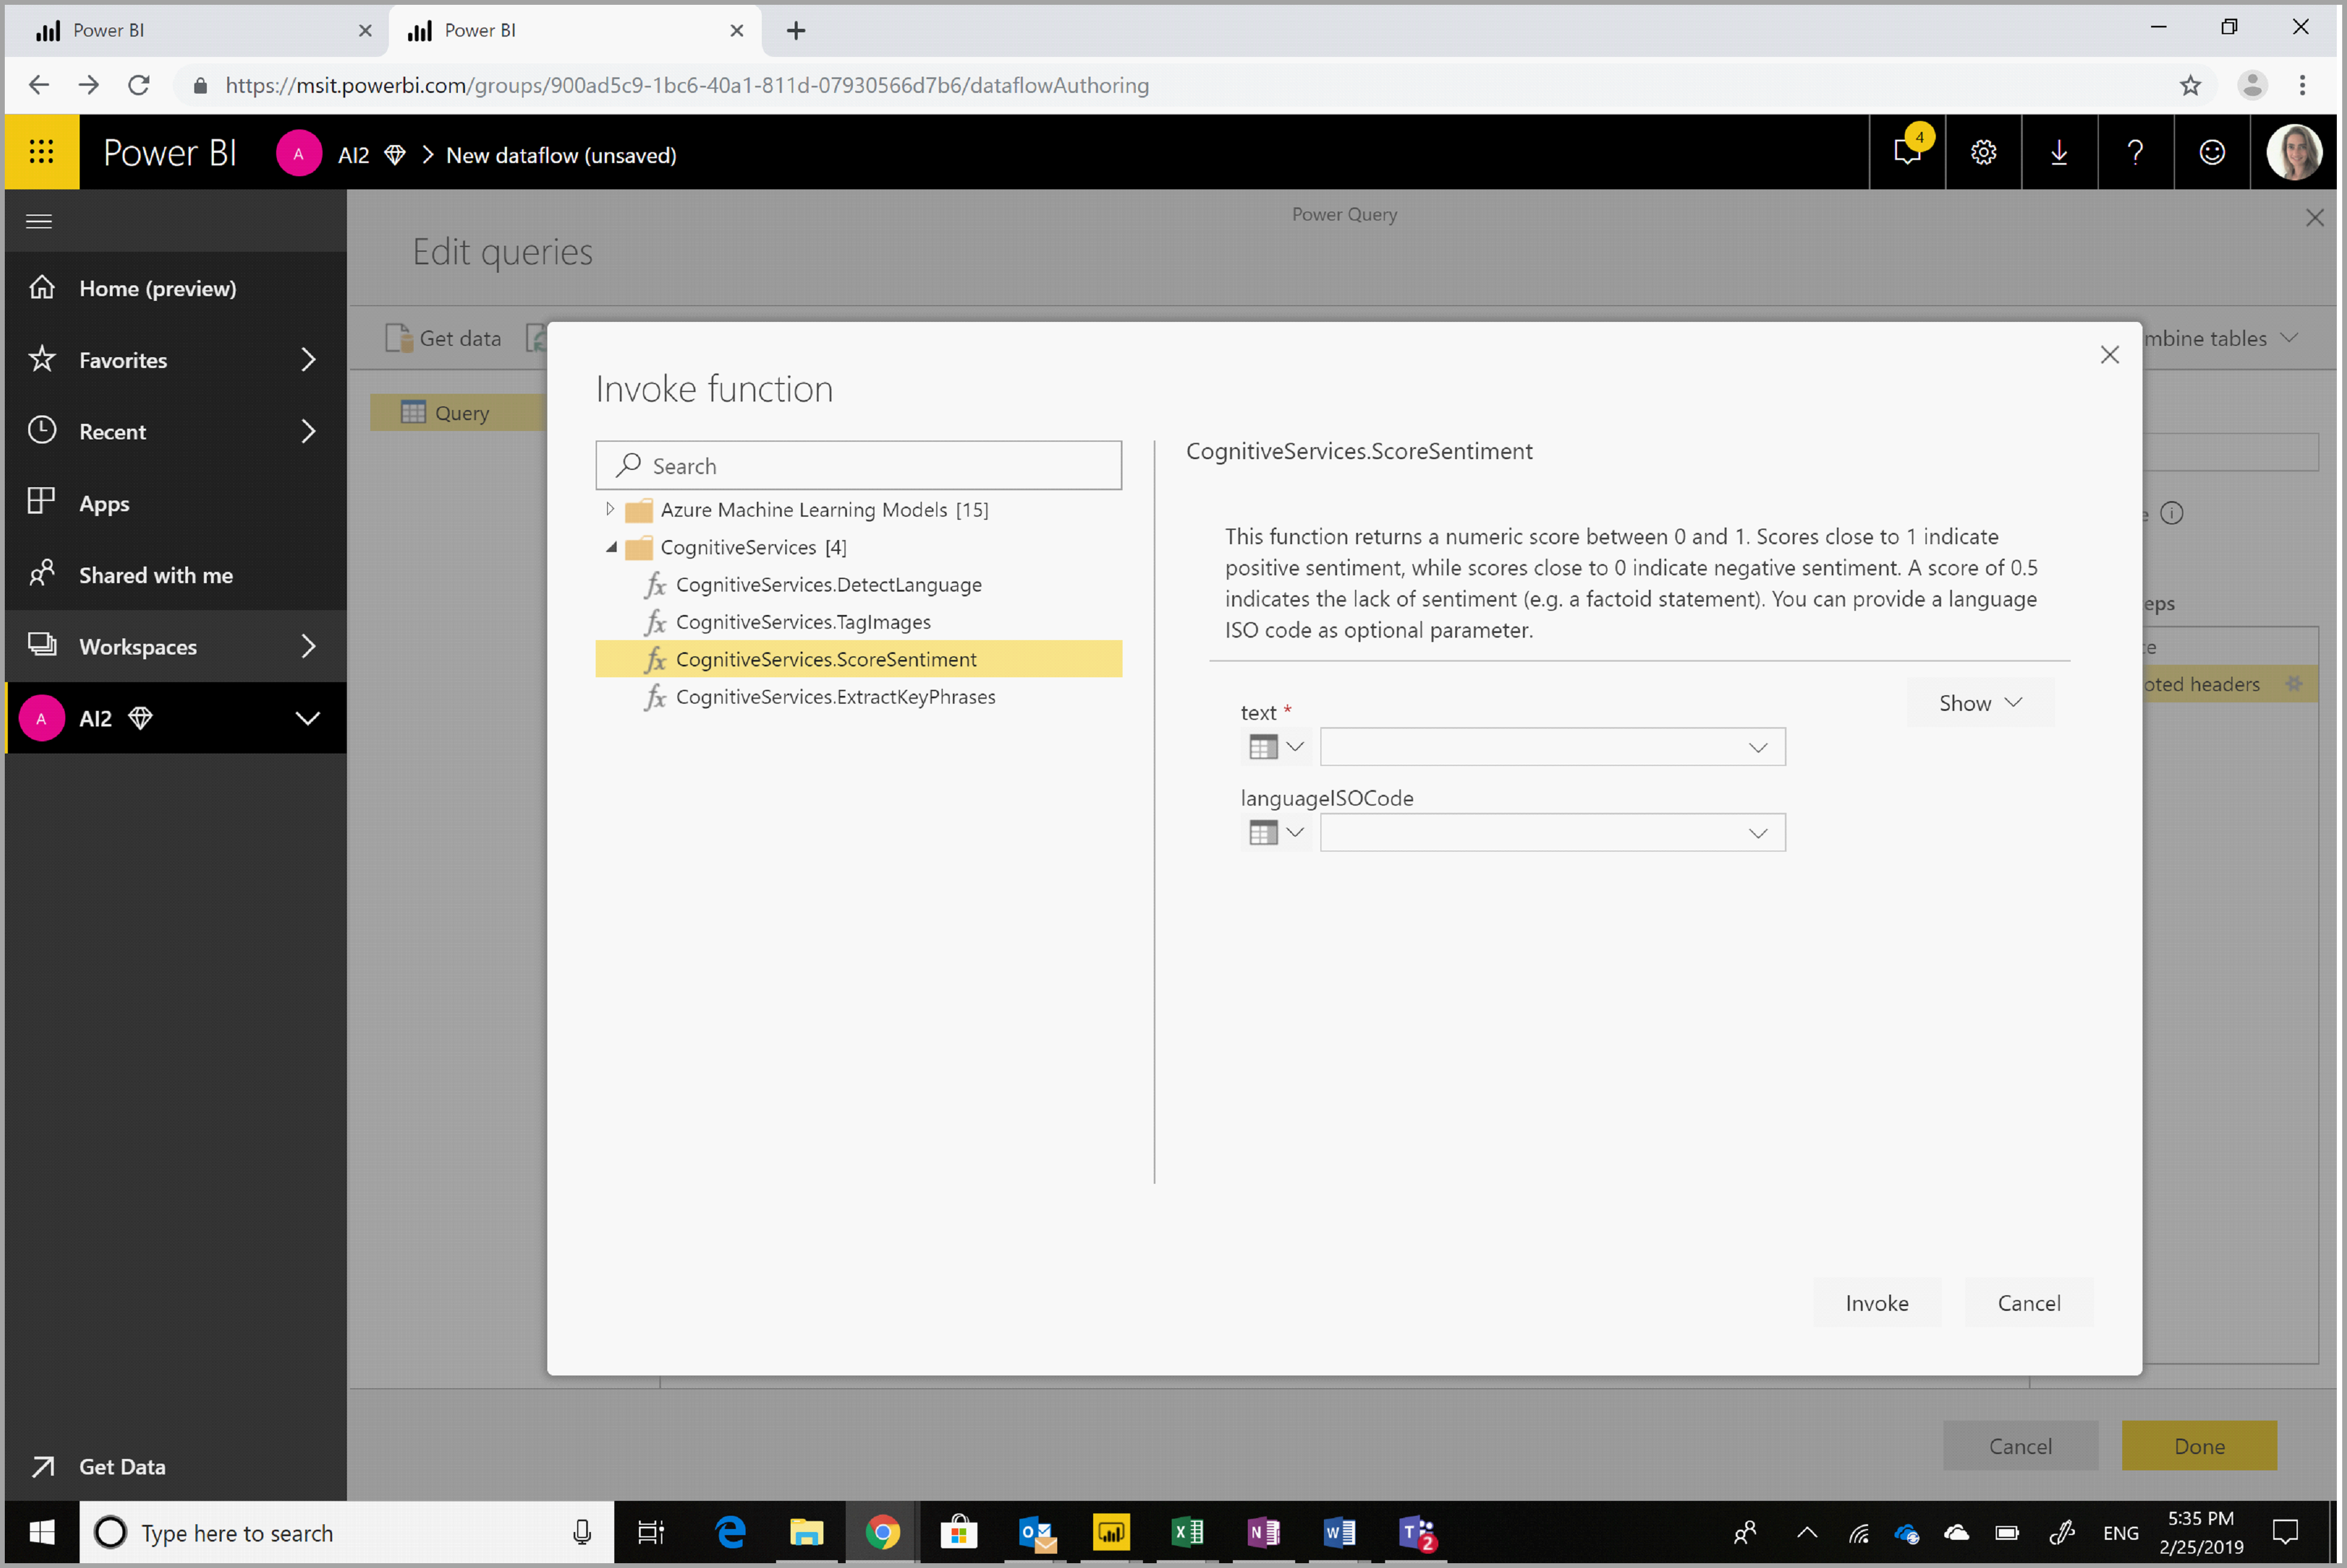 Power BI
Power BI
https://msit.powerbi.com/groups/900ad5c9-1bc6-40a1-811d-07930566d7b6/dataflowAuthoring
Power BI A AI2 > New dataflow (unsaved) 4
Power Query
Edit queries
Home (preview)
Favorites
Recent
Apps
Shared with me
Workspaces
A AI2
Get Data
Get data
mbine tables
Query
eps
ce
oted headers
Invoke function
Search
Azure Machine Learning Models [15]
CognitiveServices [4]
fx CognitiveServices.DetectLanguage
fx CognitiveServices.TagImages
fx CognitiveServices.ScoreSentiment
fx CognitiveServices.ExtractKeyPhrases
CognitiveServices.ScoreSentiment
This function returns a numeric score between 0 and 1. Scores close to 1 indicate
positive sentiment, while scores close to 0 indicate negative sentiment. A score of 0.5
indicates the lack of sentiment (e.g. a factoid statement). You can provide a language
ISO code as optional parameter.
Show
text *
languageISOCode
Invoke Cancel
Cancel Done
Type here to search
ENG
5:35 PM
2/25/2019